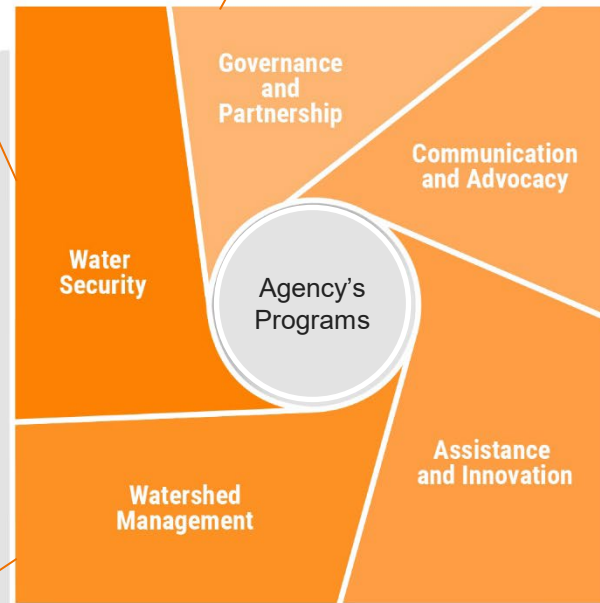 Governance
and
Partnership
Communication
and Advocacy
Water
Security
Agency’s
Programs
Assistance
and Innovation
Watershed
Management